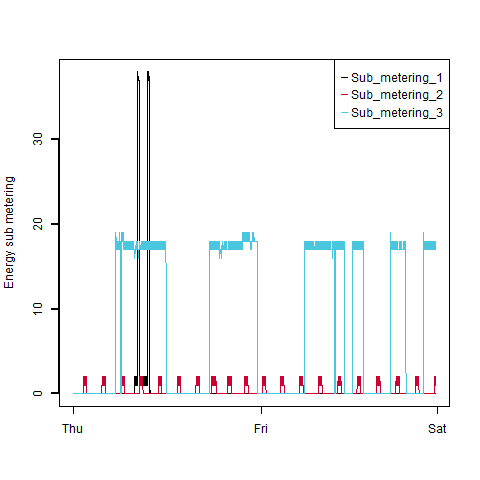 Sub_metering_1
Sub_metering_2
Sub_metering_3
Energy sub metering
30
20
10
0
Thu Fri Sat